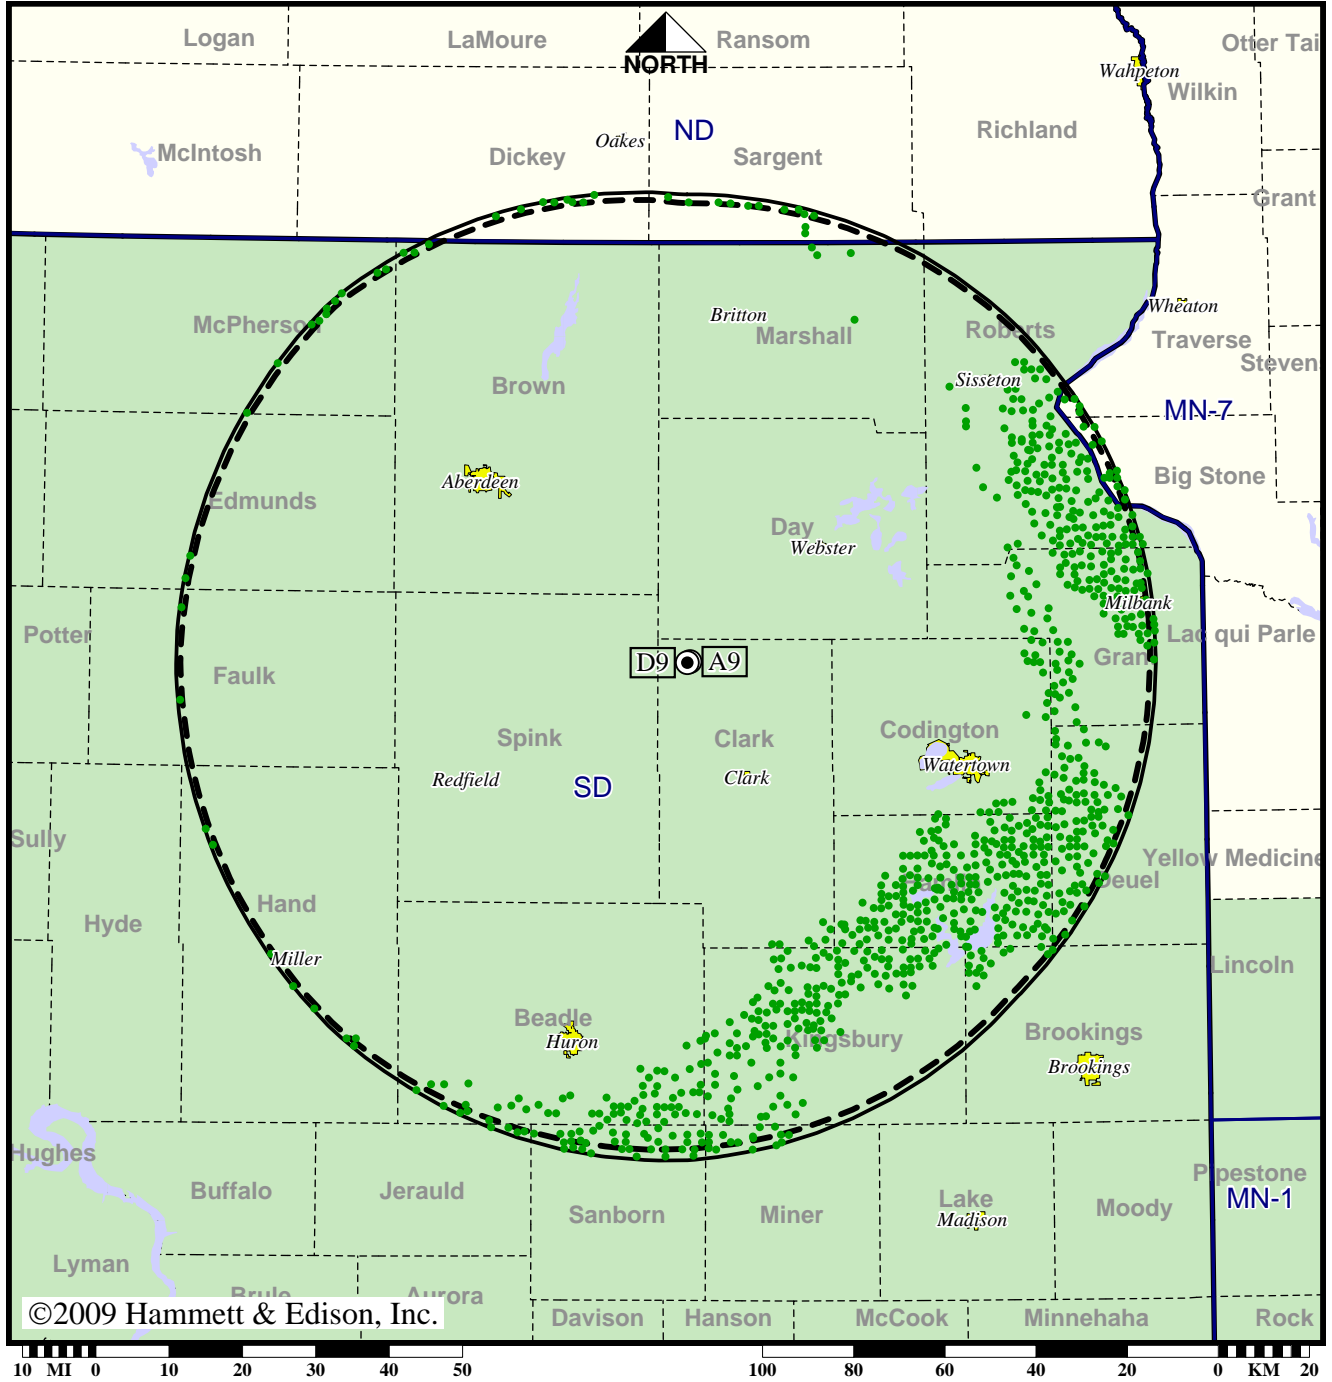 Logan
LaMoure
Ransom
Otter Tai
NORTH
Wahpeton
Wilkin
McIntosh
Oakes
ND
Richland
Dickey
Sargent
Grant
McPherson
Britton
Marshall
Roberts
Wheaton
Traverse
Steven
Brown
Sisseton
MN-7
Edmunds
Aberdeen
Big Stone
Day
Webster
Milbank
Potter
Lac qui Parle
Faulk
D9
A9
Gran
Spink
Clark
Codington
Redfield
SD
Clark
Watertown
Sully
Yellow Medicine
Deuel
Hyde
Hand
Miller
Lincoln
Beadle
Huron
Kingsbury
Brookings
Brookings
Hughes
Buffalo
Jerauld
Sanborn
Miner
Lake
Madison
Moody
Pipestone
MN-1
Lyman
Brule
Aurora
©2009 Hammett & Edison, Inc.
Davison
Hanson
McCook
Minnehaha
Rock
10 MI 0 10 20 30 40 50
100 80 60 40 20 0 KM 20